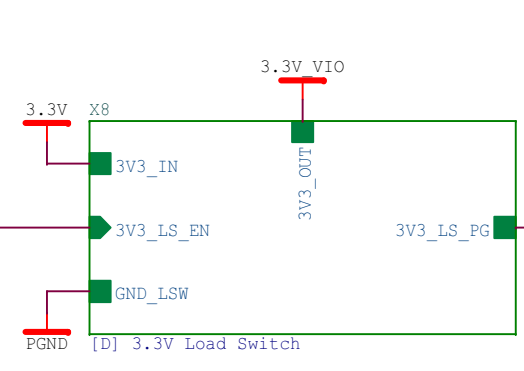 3.3V_VIO
3.3V
X8
3V3_IN
3V3_OUT
3V3_LS_EN
3V3_LS_PG
GND_LSW
PGND
[D] 3.3V Load Switch